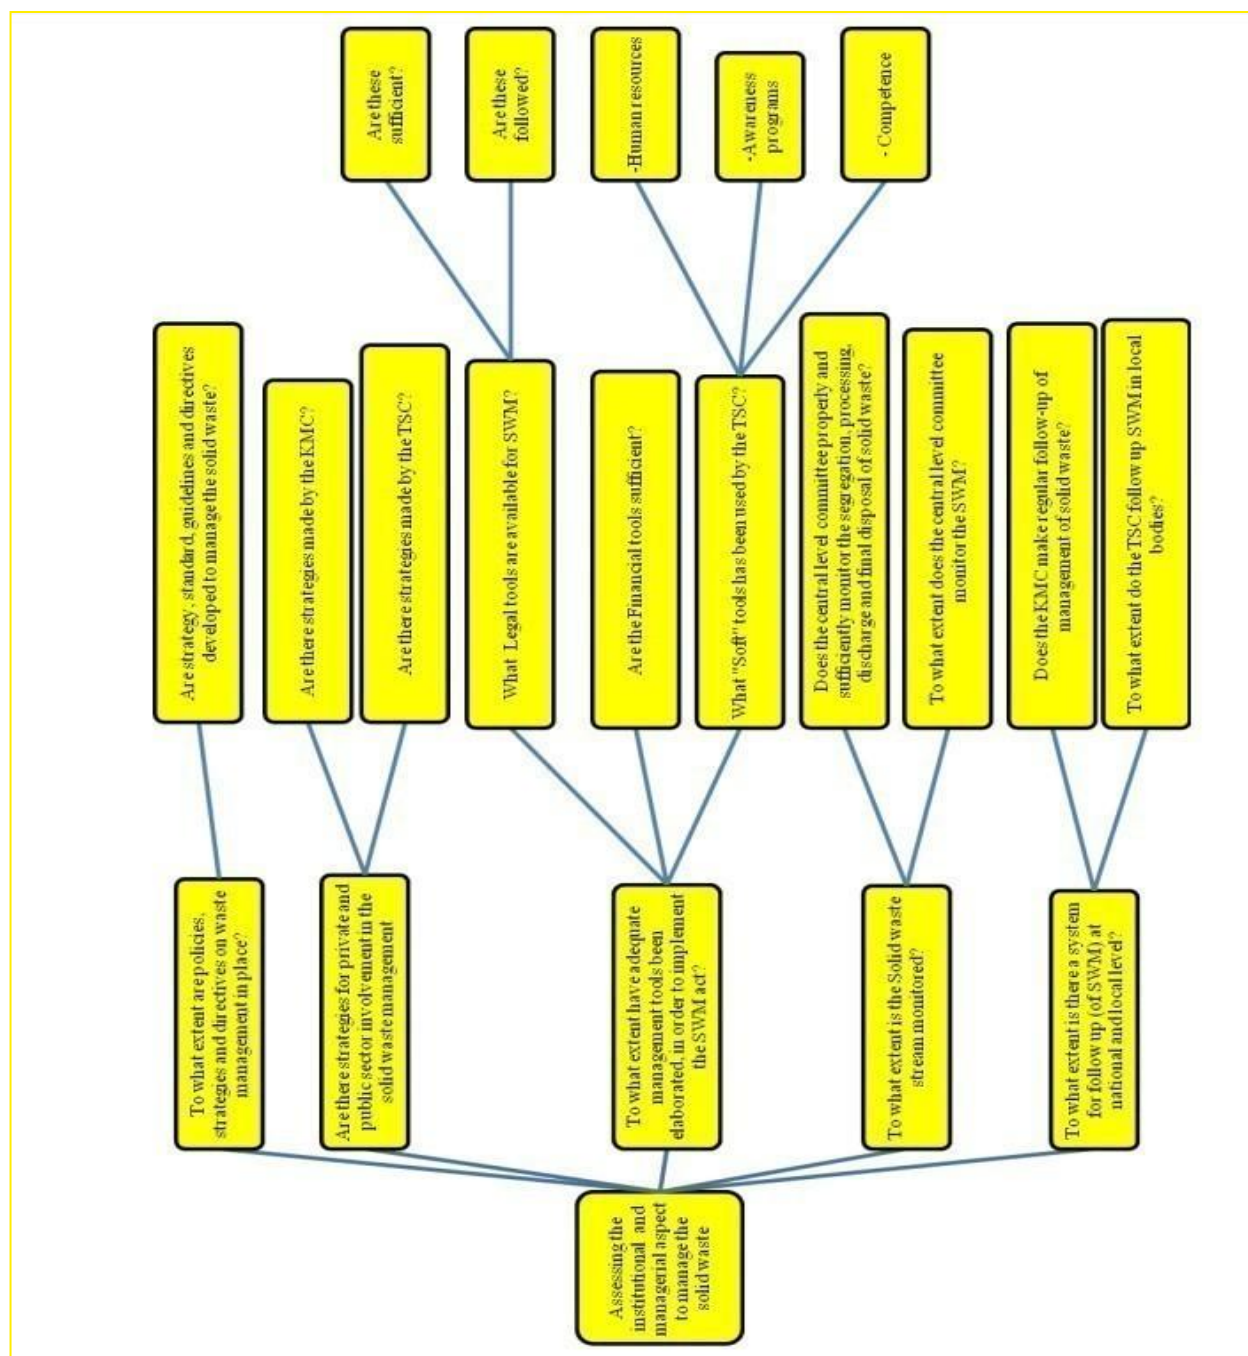 Assessing the
institutional and
managerial aspect
to manage the
solid waste
To what extent are policies,
strategies and directives on waste
management in place?
Are there strategies for private and
public sector involvement in the
solid waste management
To what extent have adequate
management tools been
elaborated, in order to implement
the SWM act?
To what extent is the Solid waste
stream monitored?
To what extent is there a system
for follow up (of SWM) at
national and local level?
Are strategy, standard, guidelines and directives
developed to manage the solid waste?
Are there strategies made by the KMC?
Are there strategies made by the TSC?
What Legal tools are available for SWM?
Are the Financial tools sufficient?
What "Soft" tools has been used by the TSC?
Does the central level committee properly and
sufficiently monitor the segregation, processing,
discharge and final disposal of solid waste?
To what extent does the central level committee
monitor the SWM?
Does the KMC make regular follow-up of
management of solid waste?
To what extent do the TSC follow up SWM in local
bodies?
Are these
sufficient?
Are these
followed?
-Human resources
-Awareness
programs
- Competence